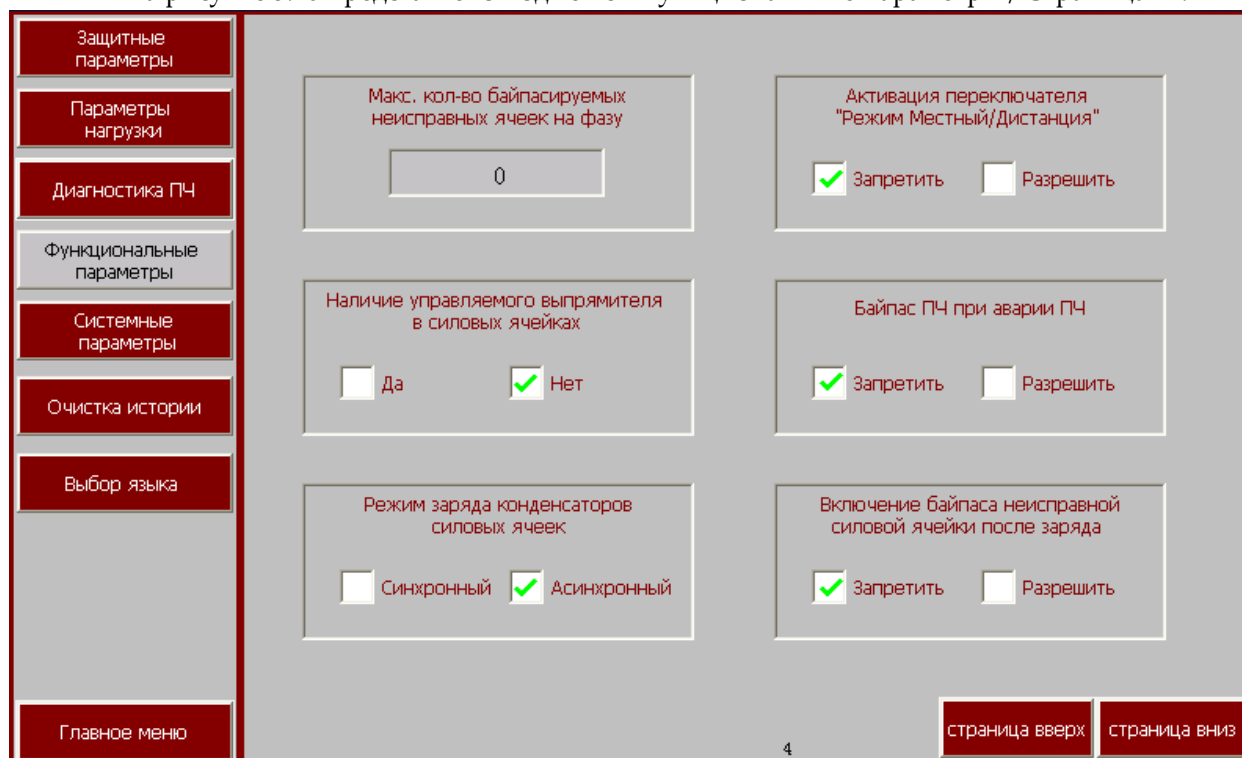 Защитные
параметры
Параметры
нагрузки
Диагностика ПЧ
Функциональные
параметры
Системные
параметры
Очистка истории
Выбор языка
Главное меню
Макс. кол-во байпасируемых
неисправных ячеек на фазу
0
Активация переключателя
"Режим Местный/Дистанция"
Запретить Разрешить
Наличие управляемого выпрямителя
в силовых ячейках
Да Нет
Байпас ПЧ при аварии ПЧ
Запретить Разрешить
Режим заряда конденсаторов
силовых ячеек
Синхронный Асинхронный
Включение байпаса неисправной
силовой ячейки после заряда
Запретить Разрешить
4
страница вверх страница вниз